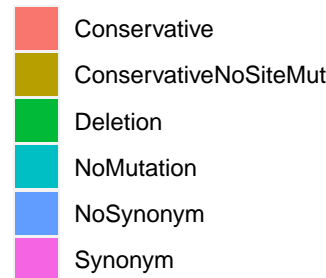 Conservative
ConservativeNoSiteMut
Deletion
NoMutation
NoSynonym
Synonym